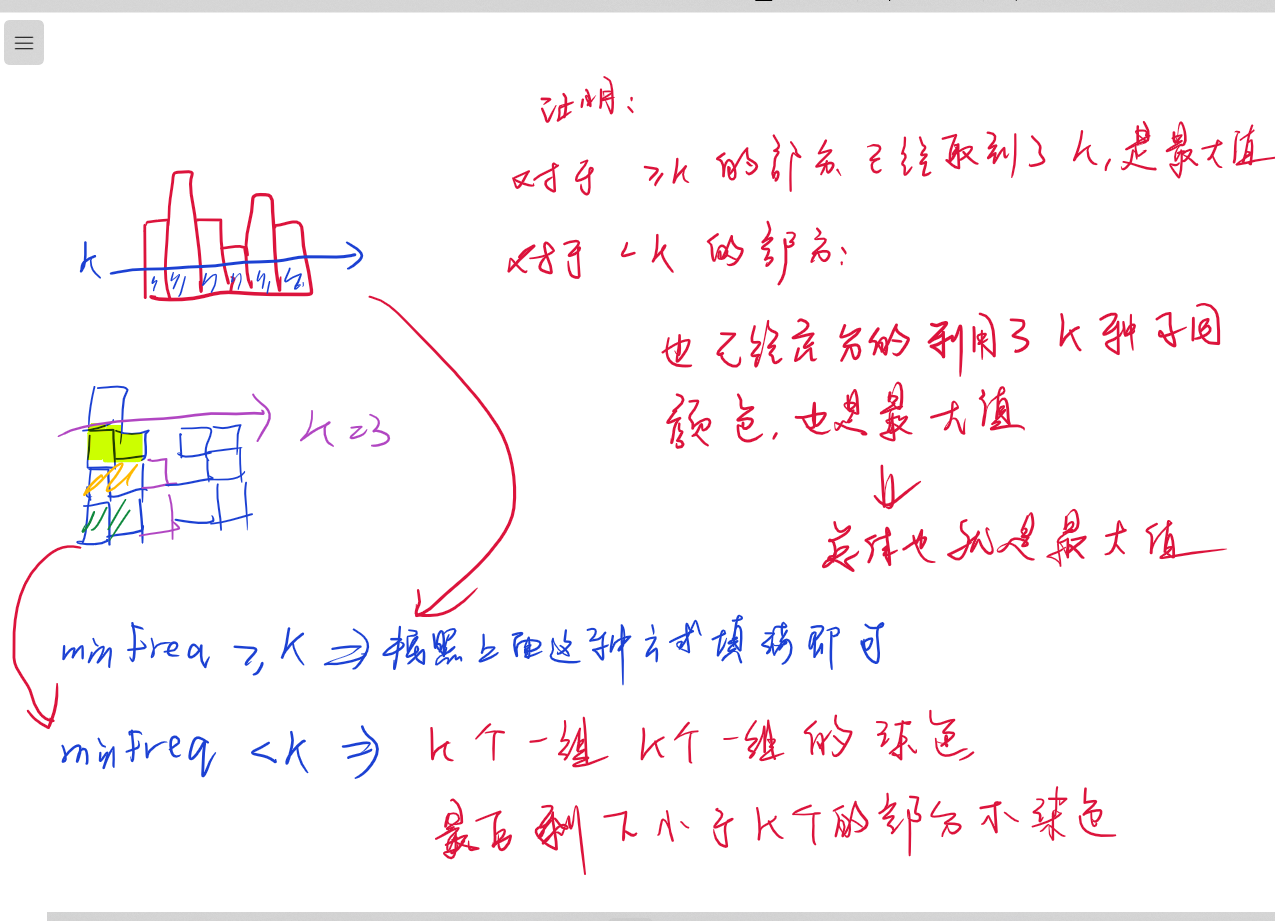 证明：
对于 ≥k 的部分 已经取到了 k, 是最大值
对于 <k 的部分：
也已经充分的利用了 k 种不同
颜色, 也是最大值
总体也就是最大值
k
k=3
minfreq ≥ k ⇒ 按照上面这种方式填满即可
minfreq <k ⇒ k个一组 k个一组的染色,
最后剩下小于k个的部分不染色